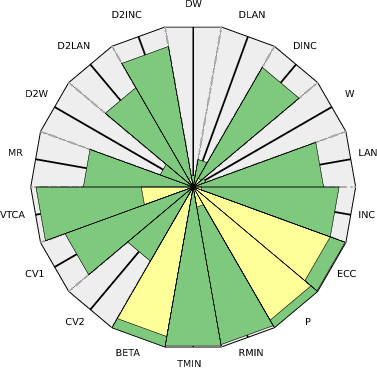 DW
D2INC
DLAN
D2LAN
DINC
D2W
W
MR
LAN
VTCA
INC
CV1
ECC
CV2
P
BETA
RMIN
TMIN